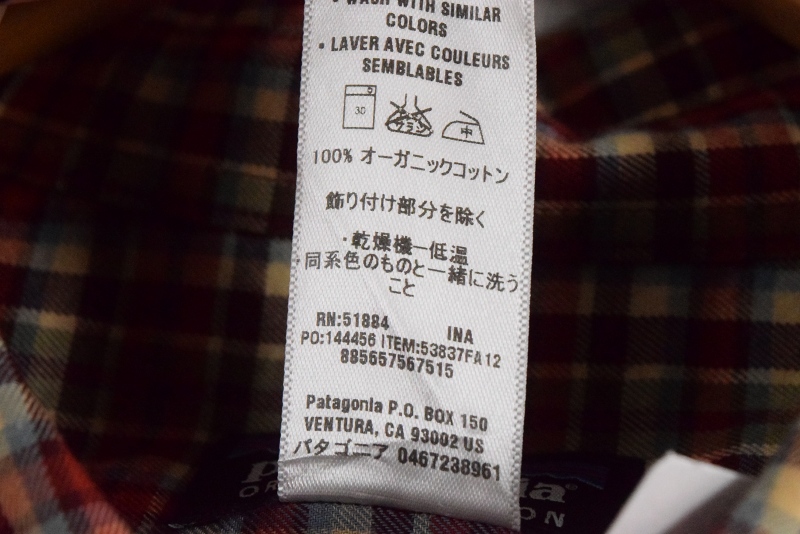 • WASH WITH SIMILAR
COLORS
• LAVER AVEC COULEURS
SEMBLABLES
30 中
100% オーガニックコットン
飾り付け部分を除く
・乾燥機ー低温
・同系色のものと一緒に洗う
こと
RN:51884 INA
PO:144456 ITEM:53837FA12
885657567515
Patagonia P.O. BOX 150
VENTURA, CA 93002 US
パタゴニア 0467238961